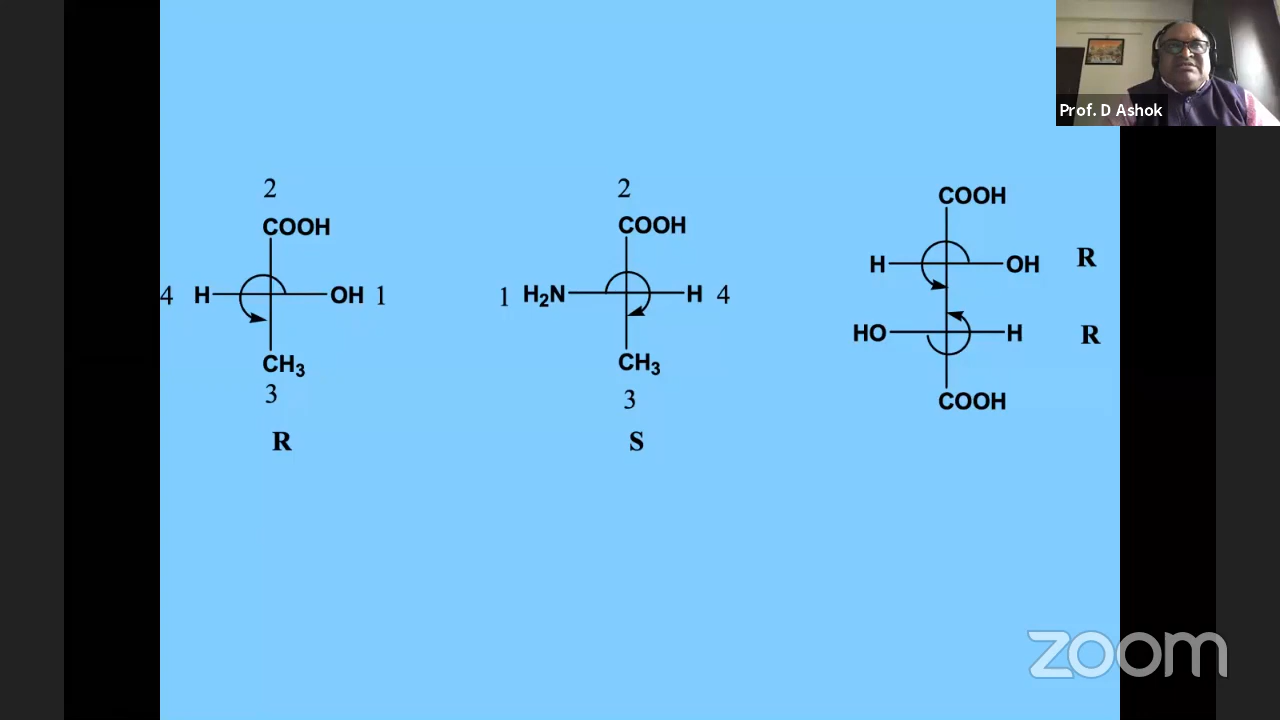 Prof. D Ashok
2
COOH
4 H OH 1
CH3
3
R
2
COOH
1 H2N H 4
CH3
3
S
COOH
H OH R
HO H R
COOH
zoom